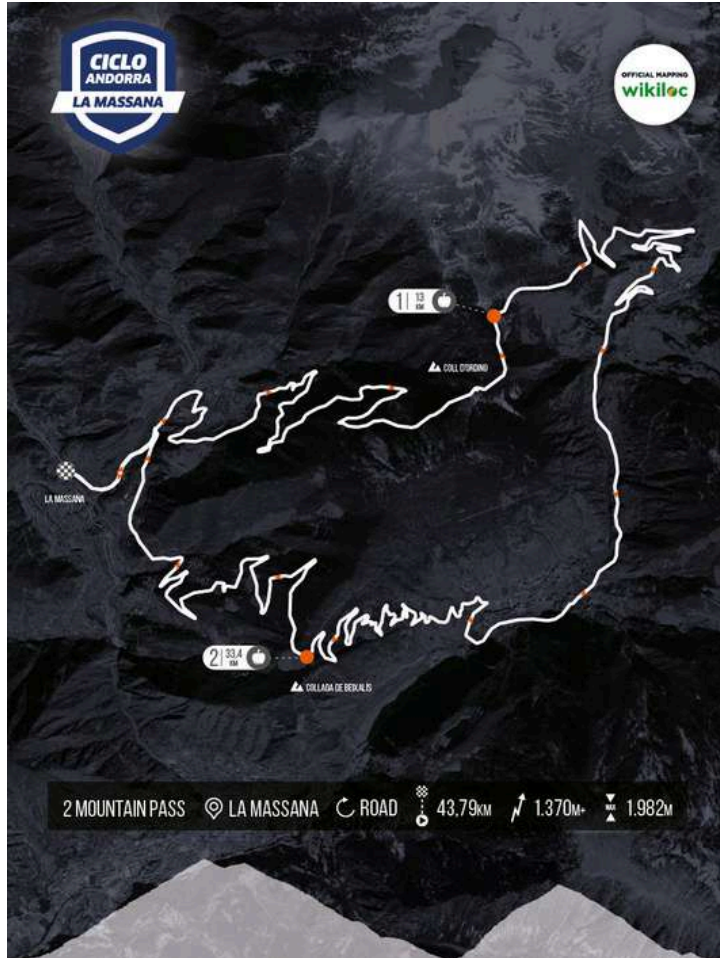 CICLO
ANDORRA
LA MASSANA
OFFICIAL MAPPING
wikiloc
1 | 13 KM
COLL D'ORDINO
LA MASSANA
2 | 33,4 KM
COLLADA DE BEIXALÍS
2 MOUNTAIN PASS LA MASSANA ROAD 43,79KM 1.370M+ MAX 1.982M